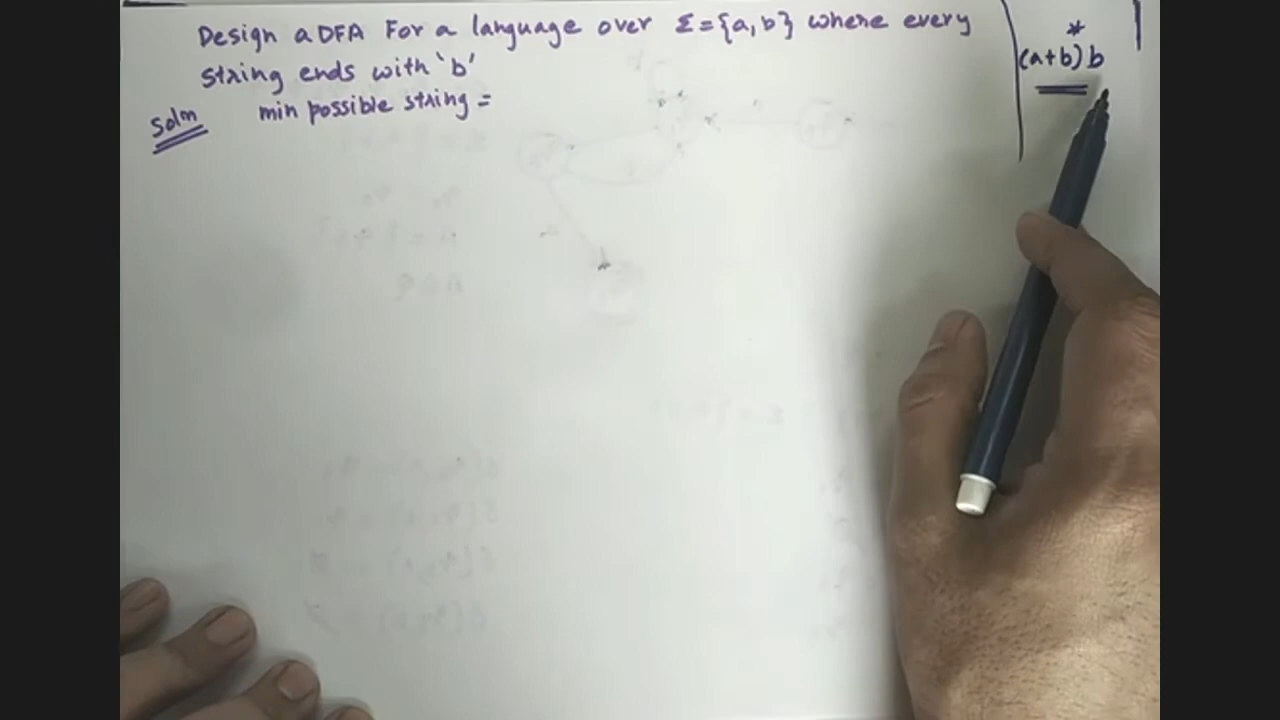 Design a DFA For a language over Σ={a,b} where every
string ends with 'b'
Soln
min possible string =
(a+b)*b